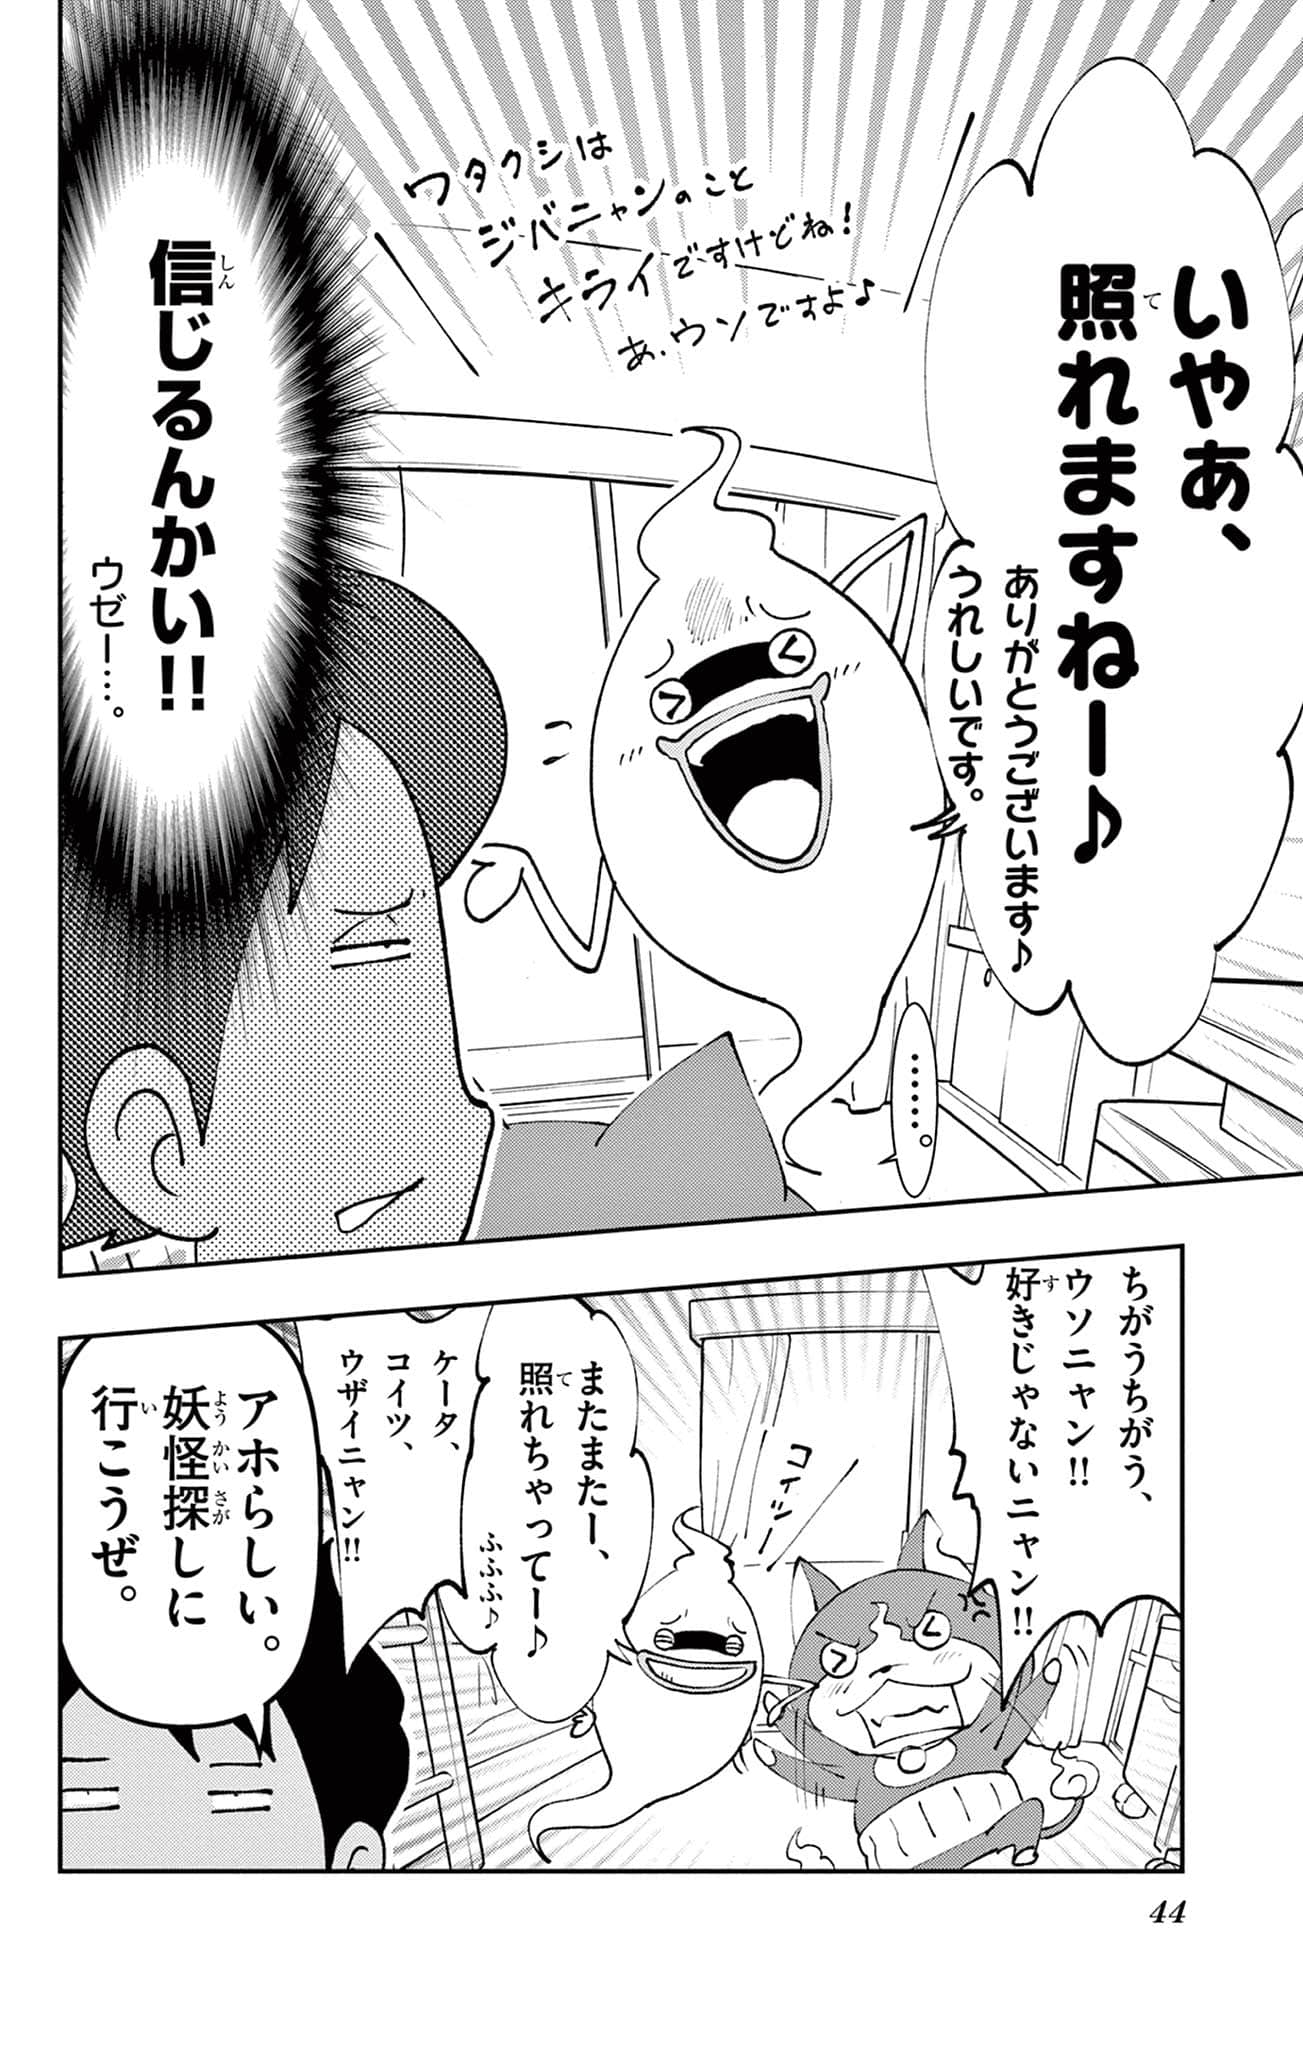 いやぁ、
照れますねー♪
ありがとうございます♪
うれしいです。
ワタクシは
ジバニャンのこと
キライですけどね!
あ、ウソですよ♪
………。
信じるんかい!!
ウゼー…。
ちがうちがう、
ウソニャン!!
好きじゃないニャン!!
コイツー
またまたー、
照れちゃってー♪
ふふふ♪
ケータ、
コイツ、
ウザイニャン!!
アホらしい。
妖怪探しに
行こうぜ。
44